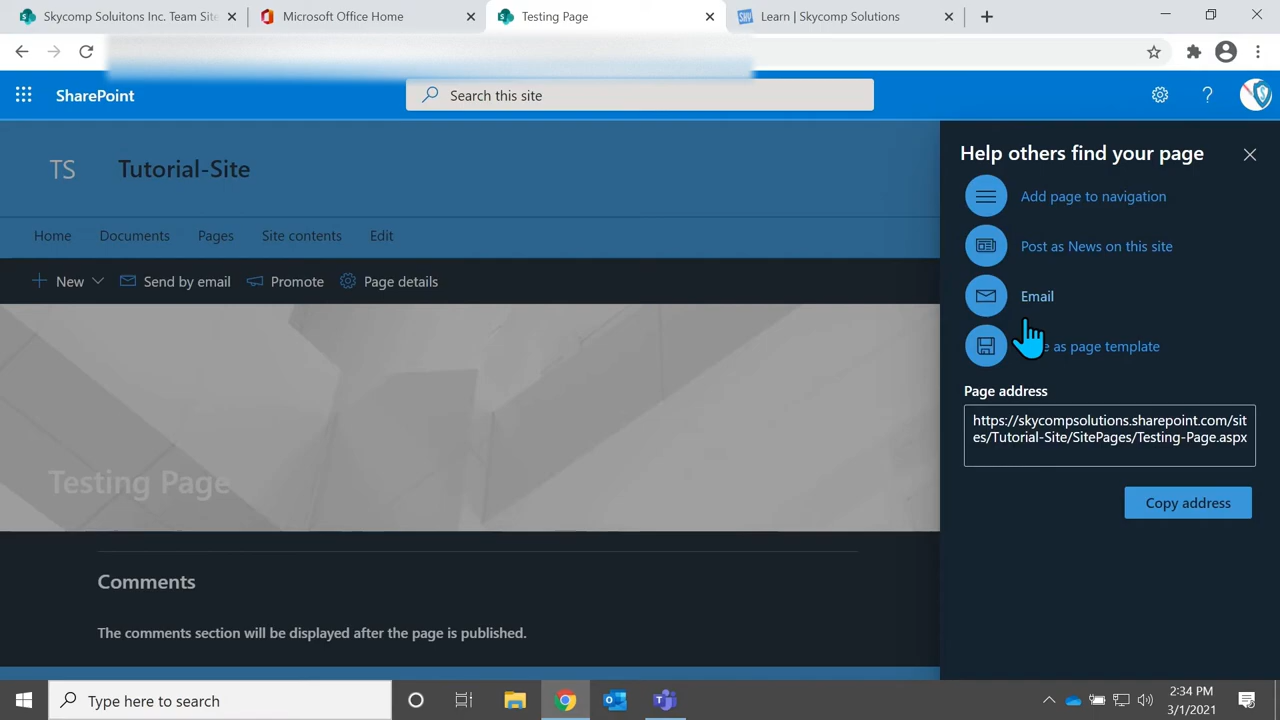 Skycomp Soluitons Inc. Team Site
Microsoft Office Home
Testing Page
Learn | Skycomp Solutions
SharePoint
Search this site
TS
Tutorial-Site
Home
Documents
Pages
Site contents
Edit
New
Send by email
Promote
Page details
Testing Page
Comments
The comments section will be displayed after the page is published.
Help others find your page
Add page to navigation
Post as News on this site
Email
as page template
Page address
https://skycompsolutions.sharepoint.com/sit
es/Tutorial-Site/SitePages/Testing-Page.aspx
Copy address
Type here to search
2:34 PM
3/1/2021